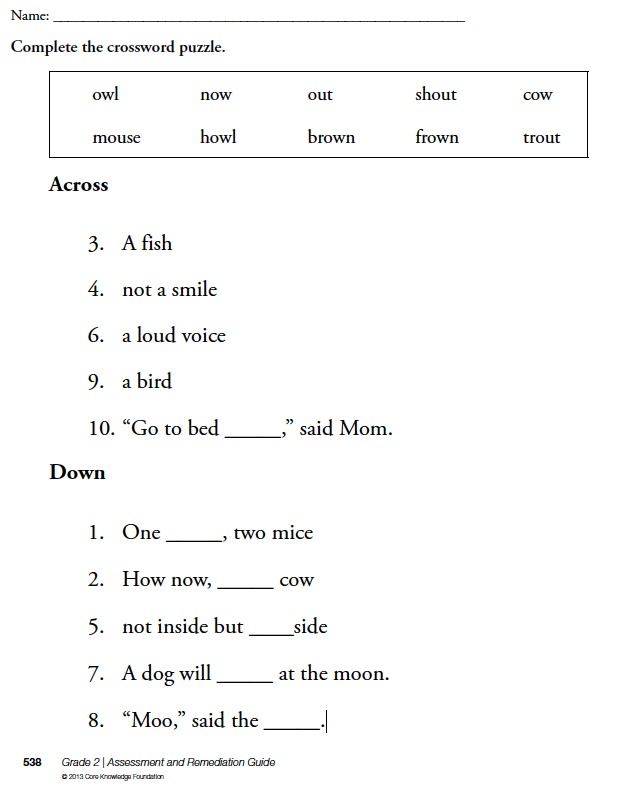 Name: ______________________________
Complete the crossword puzzle.
owl now out shout cow
mouse howl brown frown trout
Across
3. A fish
4. not a smile
6. a loud voice
9. a bird
10. “Go to bed _____,” said Mom.
Down
1. One _____, two mice
2. How now, _____ cow
5. not inside but ____side
7. A dog will _____ at the moon.
8. “Moo,” said the _____.
538 Grade 2 | Assessment and Remediation Guide
© 2013 Core Knowledge Foundation